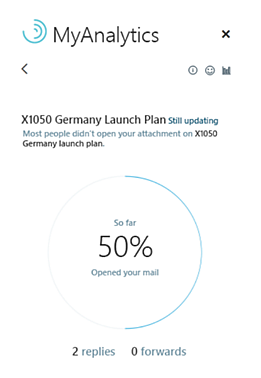 MyAnalytics
X1050 Germany Launch Plan Still updating
Most people didn't open your attachment on X1050
Germany launch plan.
So far
50%
Opened your mail
2 replies 0 forwards